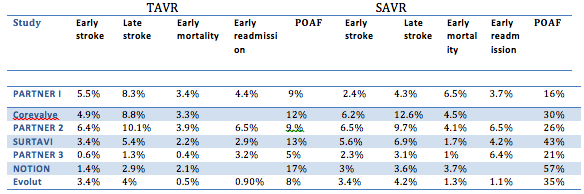 TAVR SAVR
Study Early stroke Late stroke Early mortality Early readmissi on POAF Early stroke Late stroke Early mortal ity Early readm ission POAF
PARTNER I 5.5% 8.3% 3.4% 4.4% 9% 2.4% 4.3% 6.5% 3.7% 16%
Corevalve 4.9% 8.8% 3.3% 12% 6.2% 12.6% 4.5% 30%
PARTNER 2 6.4% 10.1% 3.9% 6.5% 9.% 6.5% 9.7% 4.1% 6.5% 26%
SURTAVI 3.4% 5.4% 2.2% 2.9% 13% 5.6% 6.9% 1.7% 4.2% 43%
PARTNER 3 0.6% 1.3% 0.4% 3.2% 5% 2.3% 3.1% 1% 6.4% 21%
NOTION 1.4% 2.9% 2.1% 17% 3% 3.6% 3.7% 57%
Evolut 3.4% 4% 0.5% 0.90% 8% 3.4% 4.2% 1.3% 1.1% 35%